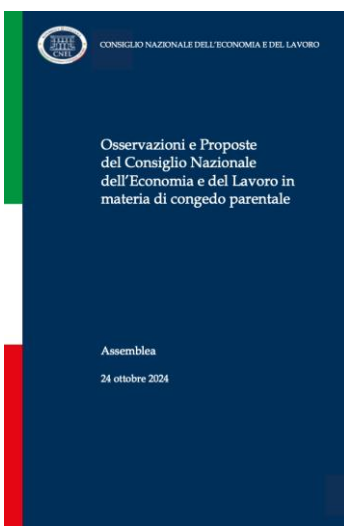 CNEL
CONSIGLIO NAZIONALE DELL'ECONOMIA E DEL LAVORO
Osservazioni e Proposte
del Consiglio Nazionale
dell'Economia e del Lavoro in
materia di congedo parentale
Assemblea
24 ottobre 2024